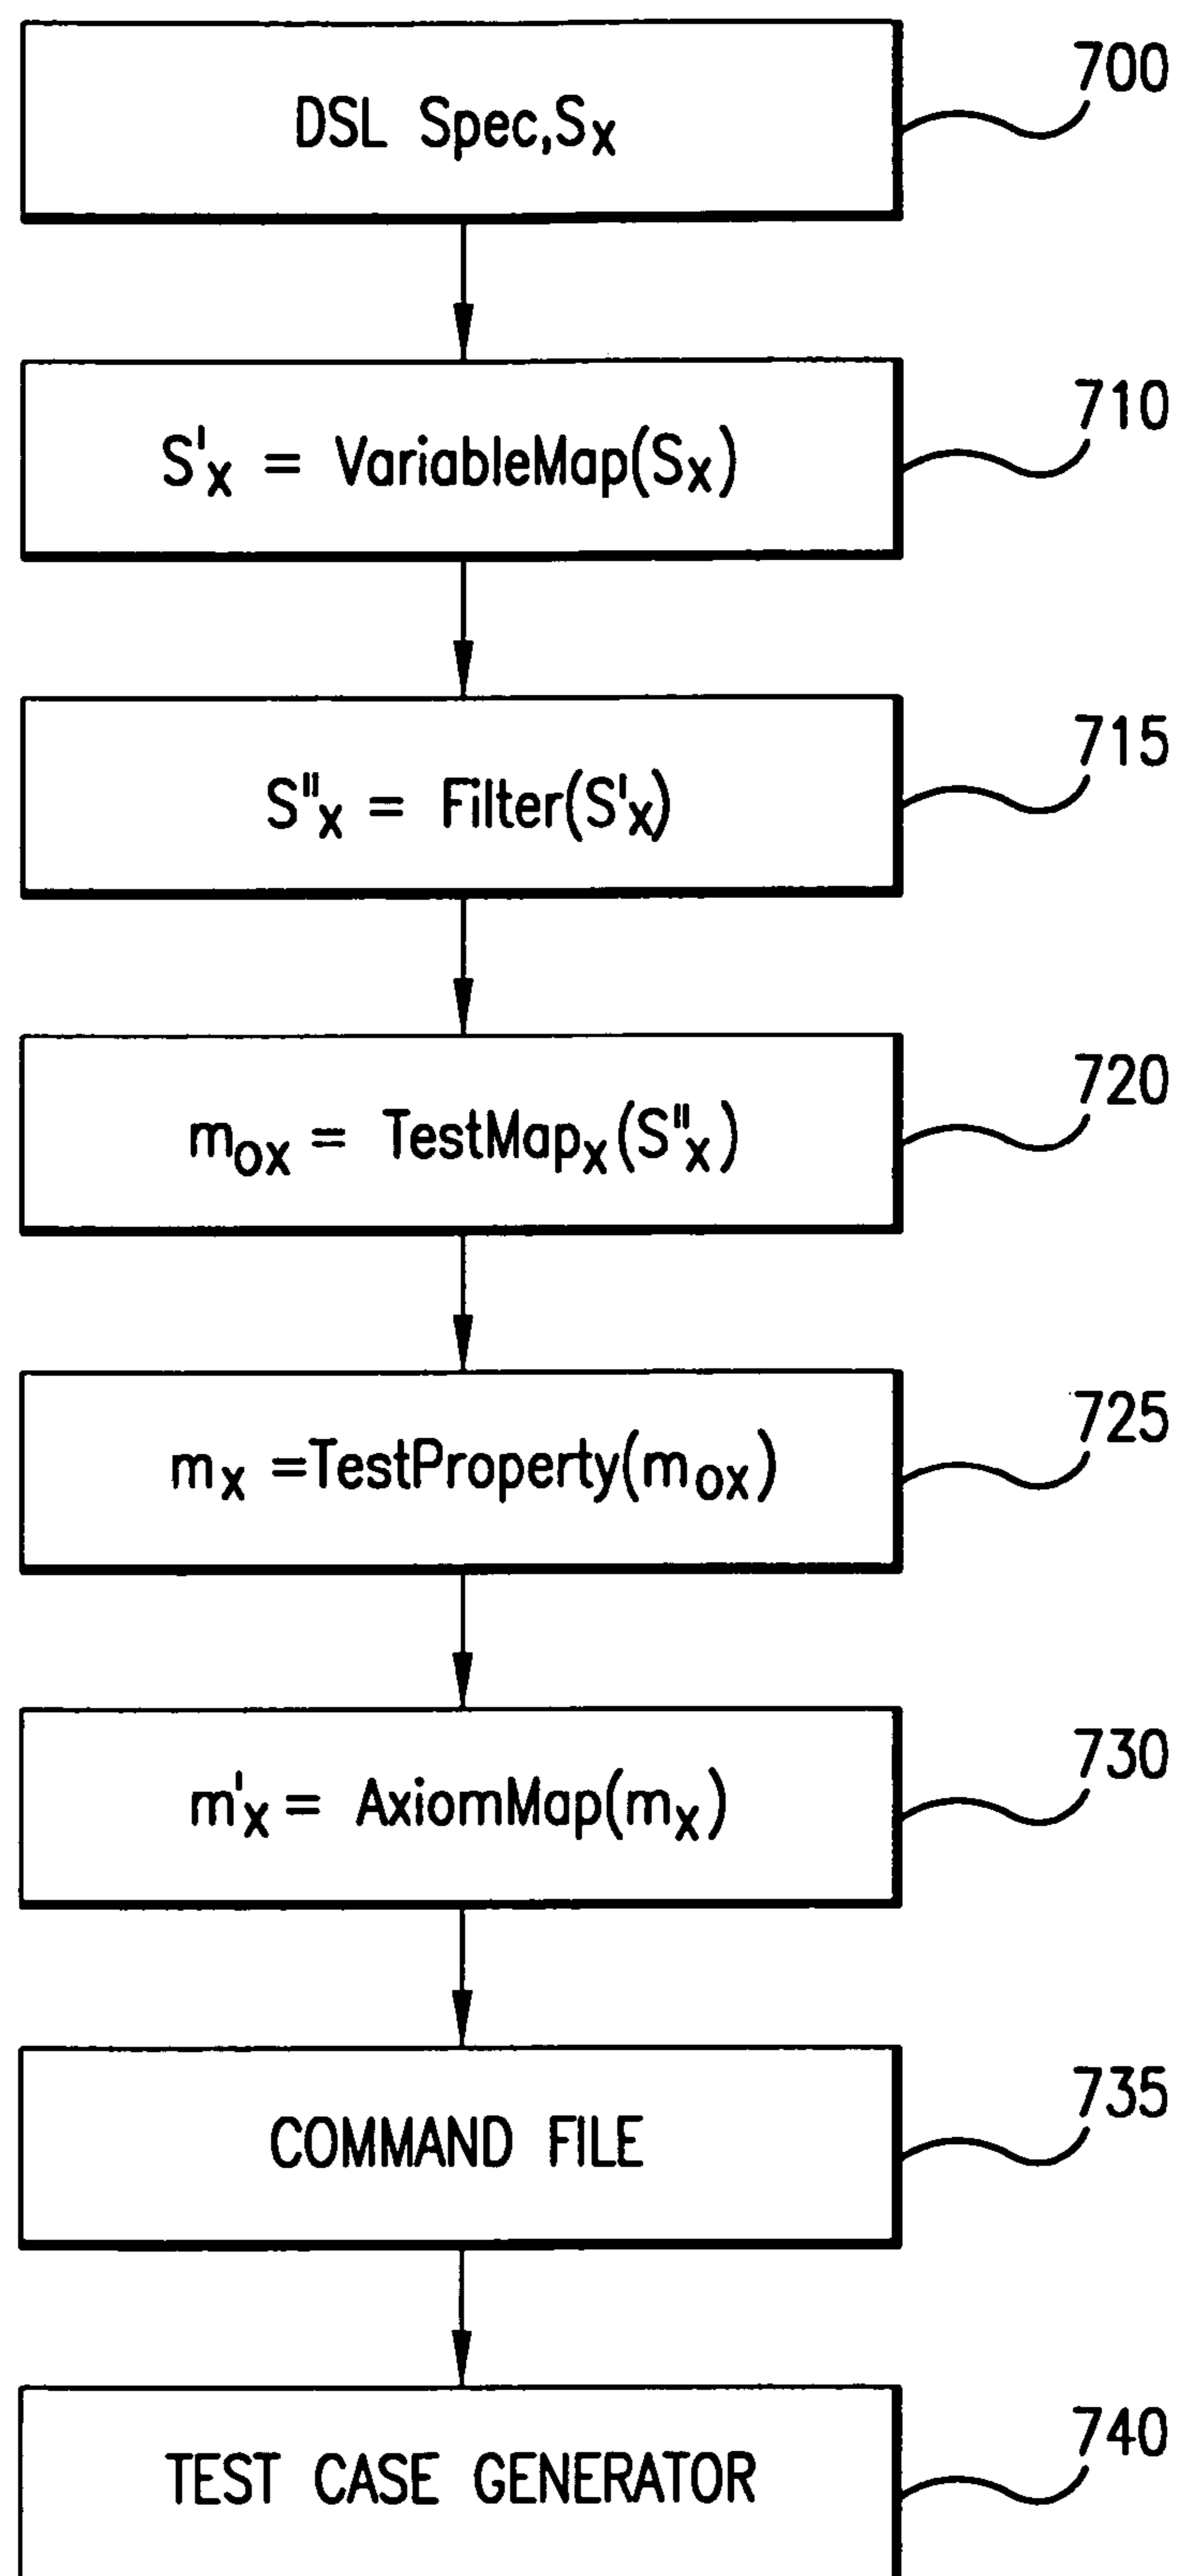 DSL Spec,Sx
700
S'x = VariableMap(Sx)
710
S"x = Filter(S'x)
715
mox = TestMapx(S"x)
720
mx =TestProperty(mox)
725
m'x = AxiomMap(mx)
730
COMMAND FILE
735
TEST CASE GENERATOR
740